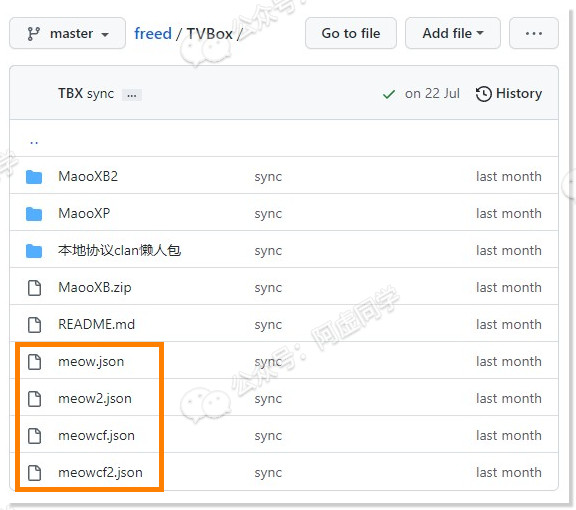 master freed / TVBox / Go to file Add file ...
TBX sync ... on 22 Jul History
..
MaooXB2 sync last month
MaooXP sync last month
本地协议clan懒人包 sync last month
MaooXB.zip sync last month
README.md sync last month
meow.json sync last month
meow2.json sync last month
meowcf.json sync last month
meowcf2.json sync last month
公众号：阿虚同学